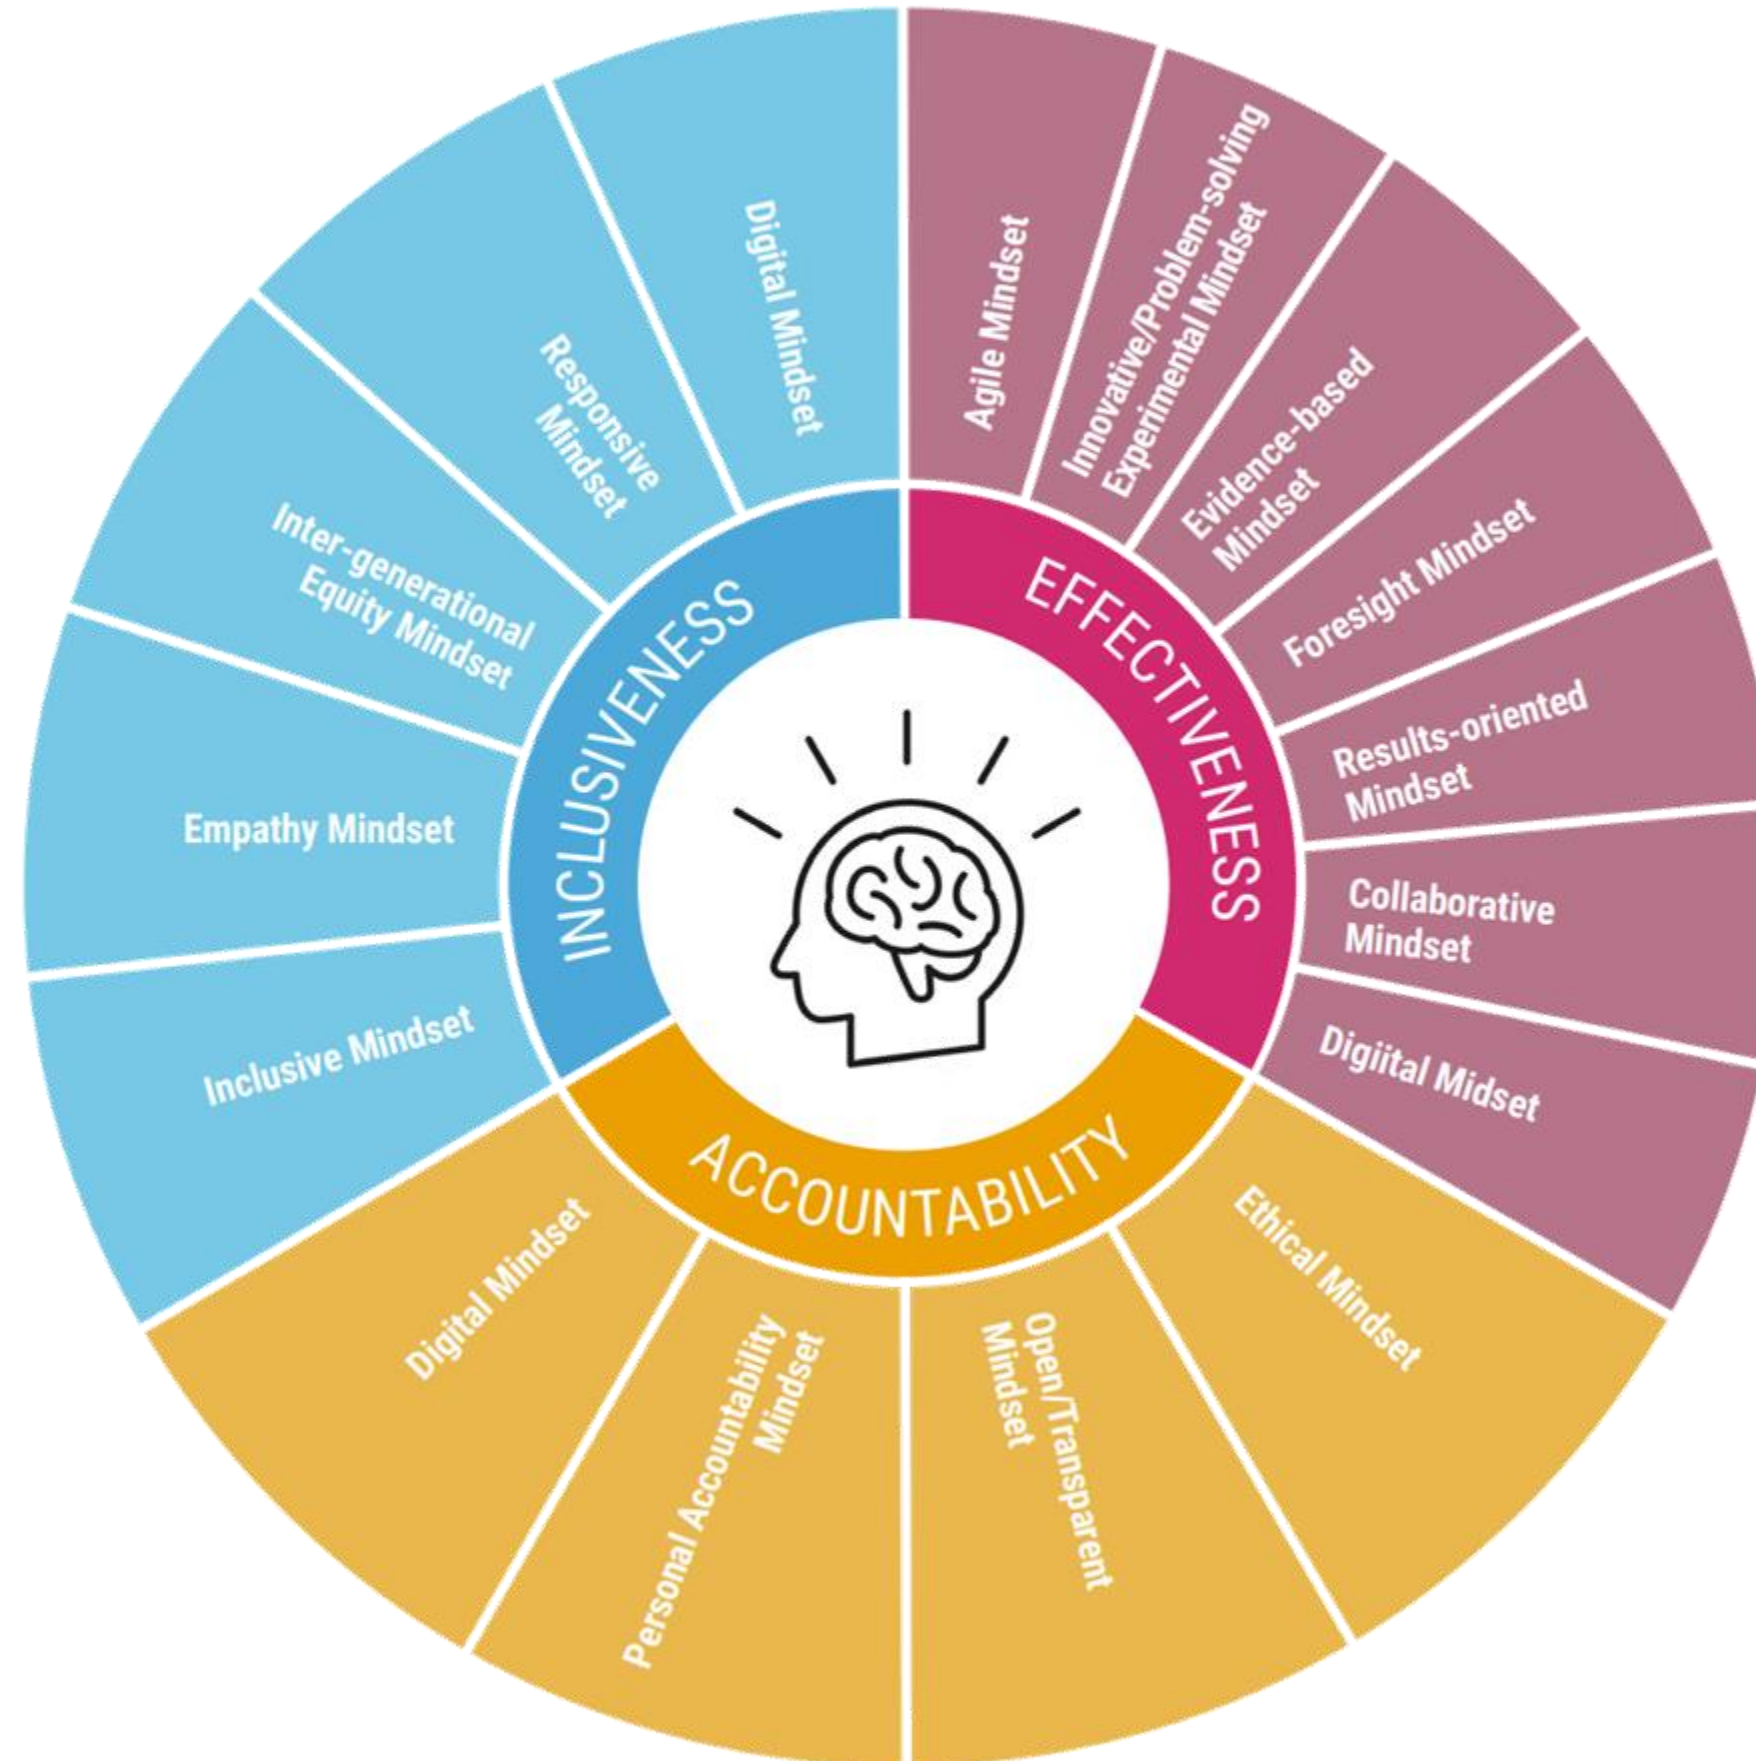 EFFECTIVENESS
Agile Mindset
Innovative/Problem-solving
Experimental Mindset
Evidence-based
Mindset
Foresight Mindset
Results-oriented
Mindset
Collaborative
Mindset
Digiital Midset
ACCOUNTABILITY
Ethical Mindset
Open/Transparent
Mindset
Personal Accountability
Mindset
Digital Mindset
INCLUSIVENESS
Inclusive Mindset
Empathy Mindset
Inter-generational
Equity Mindset
Responsive
Mindset
Digital Mindset